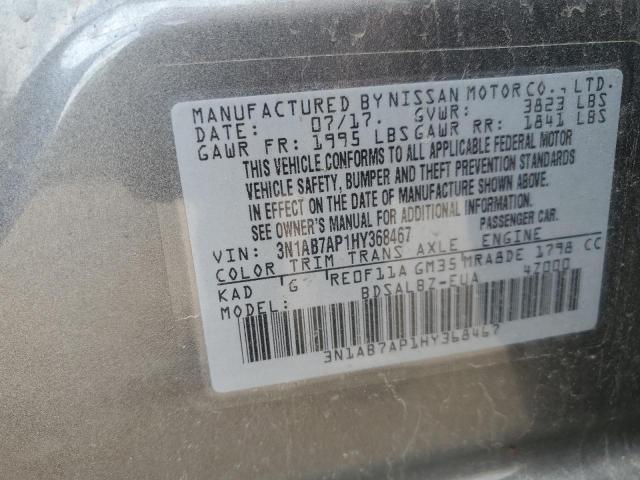 MANUFACTURED BY NISSAN MOTOR CO., LTD.
DATE: 07/17. GVWR: 3823 LBS
GAWR FR: 1995 LBS GAWR RR: 1841 LBS
THIS VEHICLE CONFORMS TO ALL APPLICABLE FEDERAL MOTOR
VEHICLE SAFETY, BUMPER AND THEFT PREVENTION STANDARDS
IN EFFECT ON THE DATE OF MANUFACTURE SHOWN ABOVE.
SEE OWNER'S MANUAL FOR ADDITIONAL INFORMATION.
VIN: 3N1AB7AP1HY368467 PASSENGER CAR.
COLOR TRIM TRANS AXLE ENGINE
KAD G RE0F11A GM35 MRA8DE 1798 CC
MODEL: BDSALBZ-EUA 4Z000
3N1AB7AP1HY368467